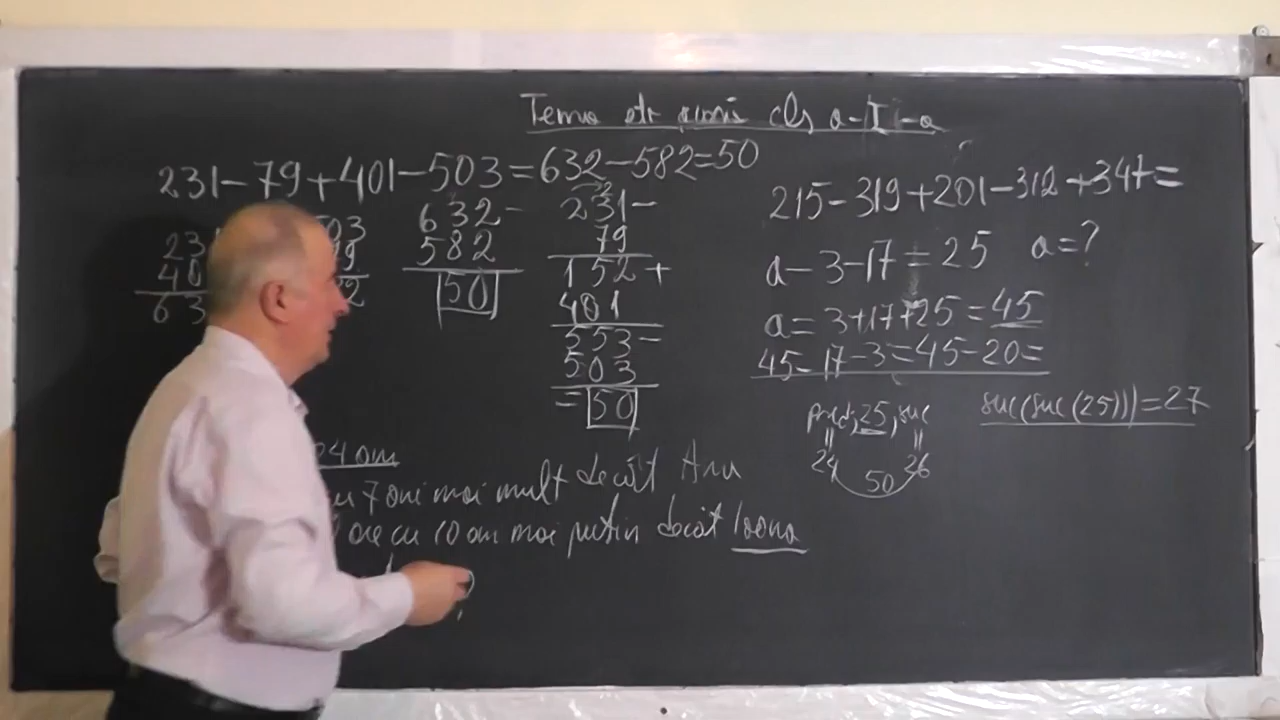 Tema cls a-II-a
231-79+401-503=632-582=50
632-
582
50
231-
79
152+
401
553-
503
=50
215-319+201-312+347=
a-3-17=25 a=?
a=3+17+25=45
45-17-3=45-20=
pred, 25, suc
24 26
50
suc(suc(25)))=27
24 ani
cu 7 ani mai mult decât Ana
are cu 10 ani mai puțin decât Ioana